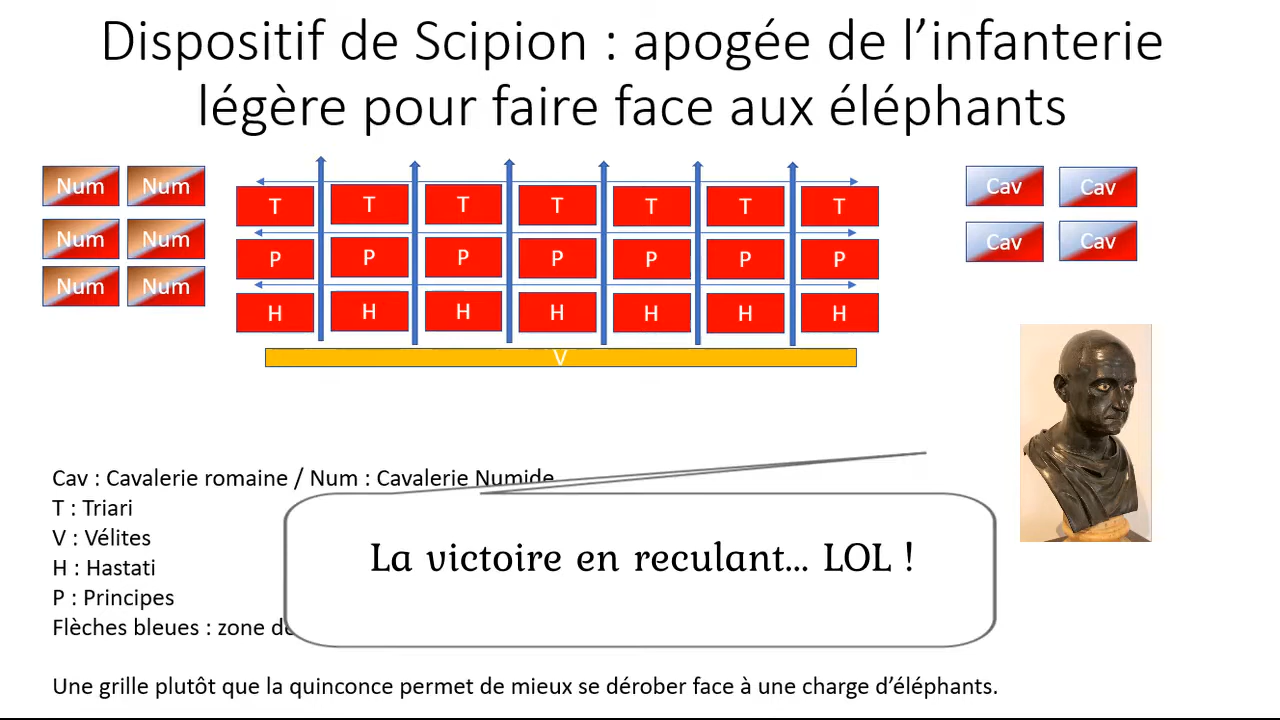 Dispositif de Scipion : apogée de l’infanterie
légère pour faire face aux éléphants
Num Num Cav Cav
T T T T T T T
Num Num Cav Cav
P P P P P P P
Num Num
H H H H H H H
V
Cav : Cavalerie romaine / Num : Cavalerie Numide
T : Triari
V : Vélites
H : Hastati
P : Principes
Flèches bleues : zone
La victoire en reculant... LOL !
Une grille plutôt que la quinconce permet de mieux se dérober face à une charge d’éléphants.